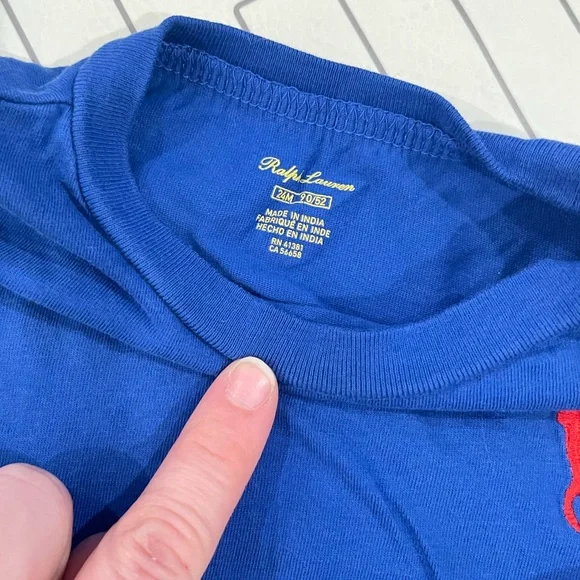 Ralph Lauren
24M 90/52
MADE IN INDIA
FABRIQUÉ EN INDE
HECHO EN INDIA
RN 41381
CA 56658